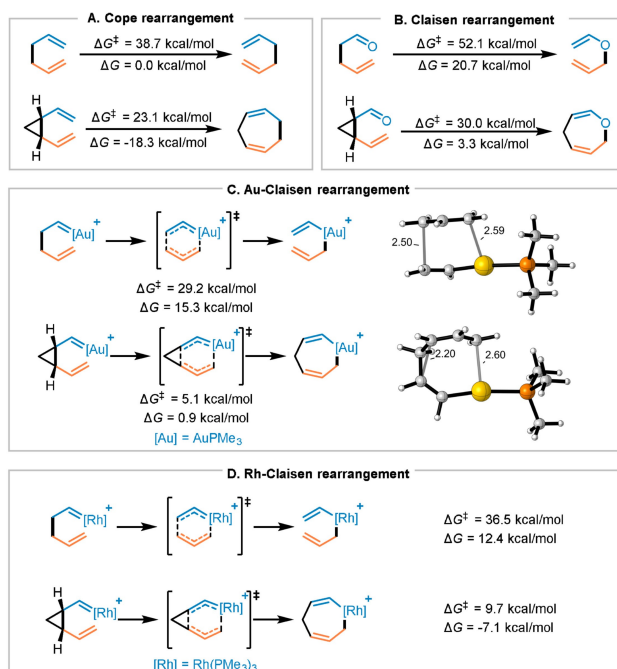 A. Cope rearrangement
ΔG‡ = 38.7 kcal/mol
ΔG = 0.0 kcal/mol
H
ΔG‡ = 23.1 kcal/mol
ΔG = -18.3 kcal/mol
H
B. Claisen rearrangement
O
ΔG‡ = 52.1 kcal/mol
ΔG = 20.7 kcal/mol
O
H
O
ΔG‡ = 30.0 kcal/mol
ΔG = 3.3 kcal/mol
O
H
C. Au-Claisen rearrangement
[Au]+
[Au]+
‡
[Au]+
ΔG‡ = 29.2 kcal/mol
ΔG = 15.3 kcal/mol
2.50
2.59
H
[Au]+
H
[Au]+
‡
[Au]+
ΔG‡ = 5.1 kcal/mol
ΔG = 0.9 kcal/mol
[Au] = AuPMe3
2.20
2.60
D. Rh-Claisen rearrangement
[Rh]+
[Rh]+
‡
[Rh]+
ΔG‡ = 36.5 kcal/mol
ΔG = 12.4 kcal/mol
H
[Rh]+
H
[Rh]+
‡
[Rh]+
ΔG‡ = 9.7 kcal/mol
ΔG = -7.1 kcal/mol
[Rh] = Rh(PMe3)3